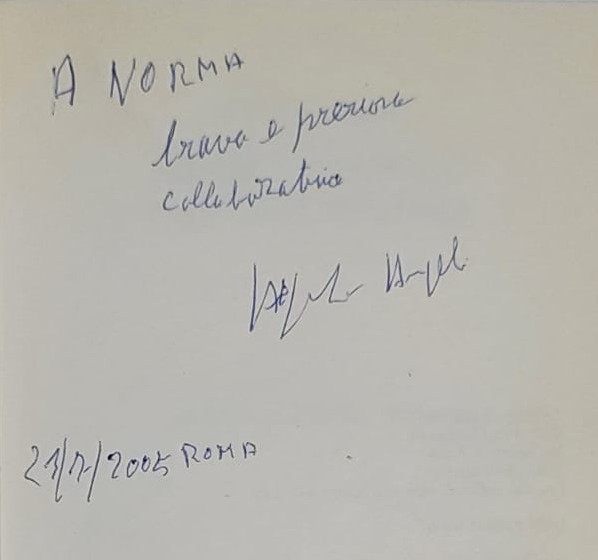 A NORMA
brava e preziosa
collaboratrice
21/7/2005 ROMA